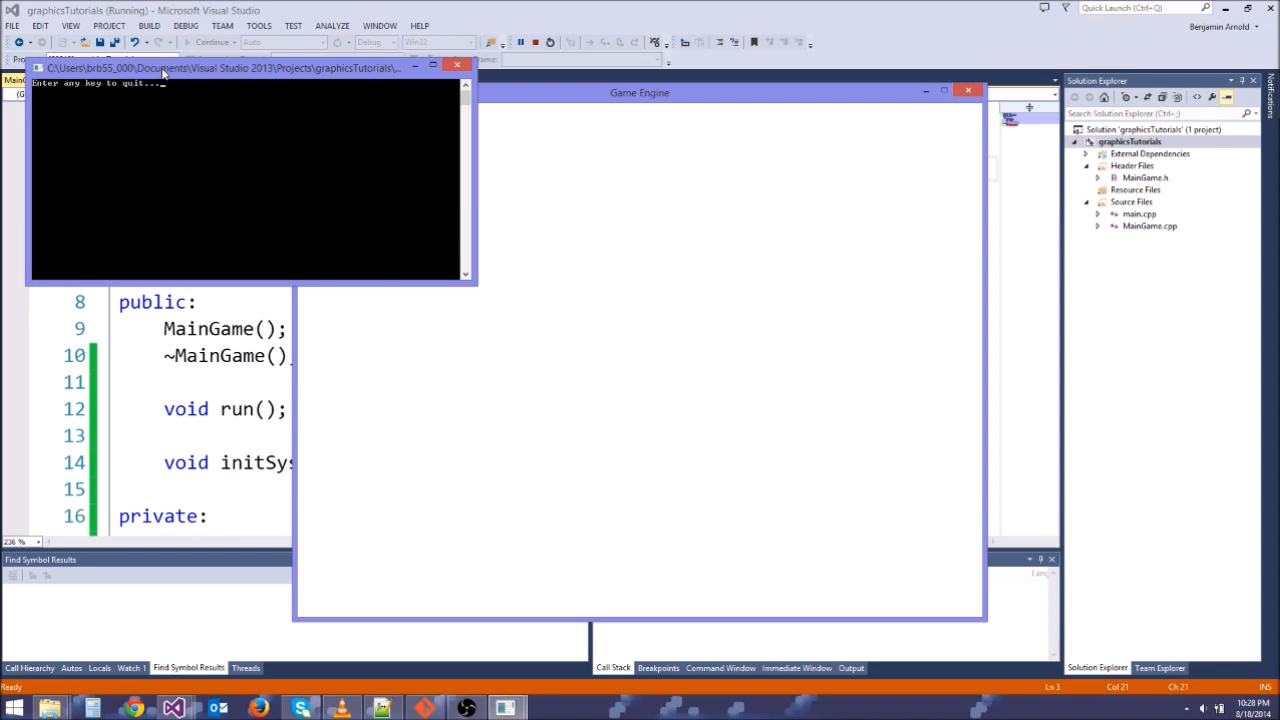 graphicsTutorials (Running) - Microsoft Visual Studio
Quick Launch (Ctrl+Q)
FILE EDIT VIEW PROJECT BUILD DEBUG TEAM TOOLS TEST ANALYZE WINDOW HELP
Benjamin Arnold
Continue Auto Debug Win32
C:\Users\brb55_000\Documents\Visual Studio 2013\Projects\graphicsTutorials\...
Enter any key to quit..._
Game Engine
Solution Explorer
Search Solution Explorer (Ctrl+;)
Solution 'graphicsTutorials' (1 project)
graphicsTutorials
External Dependencies
Header Files
MainGame.h
Resource Files
Source Files
main.cpp
MainGame.cpp
Notifications
8 public:
9 MainGame();
10 ~MainGame()
11
12 void run();
13
14 void initSys
15
16 private:
236 %
Find Symbol Results
Call Hierarchy Autos Locals Watch 1 Find Symbol Results Threads
Call Stack Breakpoints Command Window Immediate Window Output
Solution Explorer Team Explorer
Ready Ln 3 Col 21 Ch 21 INS
10:28 PM
8/18/2014